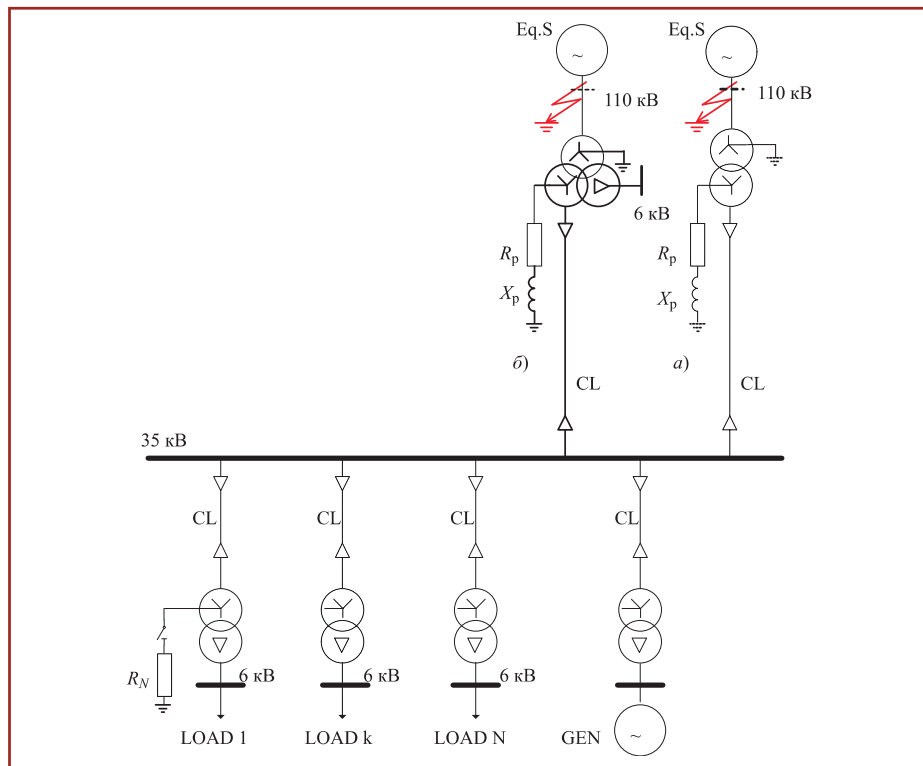 Eq.S
Eq.S
~
~
110 кВ
110 кВ
6 кВ
Rр
Rр
Xр
Xр
б)
а)
CL
CL
35 кВ
CL
CL
CL
CL
RN
6 кВ
6 кВ
6 кВ
LOAD 1
LOAD k
LOAD N
GEN
~